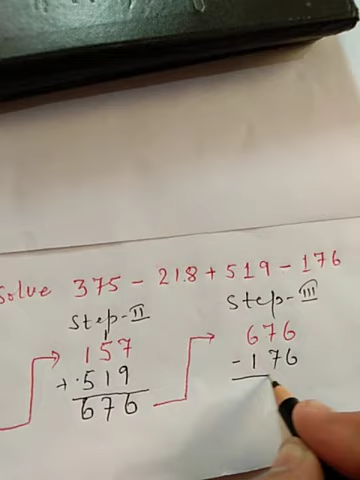 Solve 375 - 218 + 519 - 176
Step-II
157
+ 519
676
Step-III
676
- 176